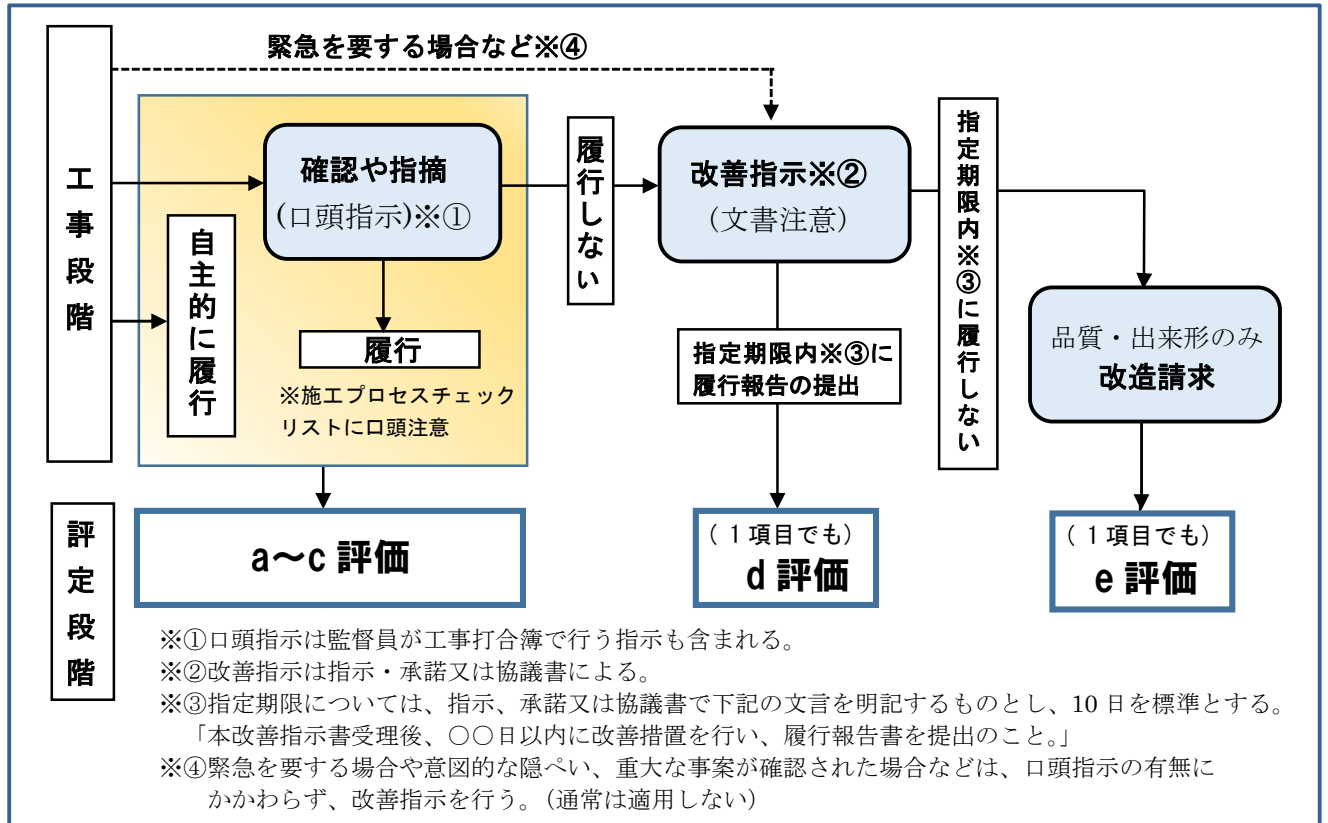 緊急を要する場合など※④
工事段階
確認や指摘
(口頭指示)※①
自主的に履行
履行
※施工プロセスチェック
リストに口頭注意
履行しない
改善指示※②
（文書注意）
指定期限内※③に
履行報告の提出
指定期限内※③に履行しない
品質・出来形のみ
改造請求
評定段階
a～c 評価
(１項目でも)
d 評価
(１項目でも)
e 評価
※①口頭指示は監督員が工事打合簿で行う指示も含まれる。
※②改善指示は指示・承諾又は協議書による。
※③指定期限については、指示、承諾又は協議書で下記の文言を明記するものとし、10 日を標準とする。
「本改善指示書受理後、○○日以内に改善措置を行い、履行報告書を提出のこと。」
※④緊急を要する場合や意図的な隠ぺい、重大な事案が確認された場合などは、口頭指示の有無に
かかわらず、改善指示を行う。（通常は適用しない）